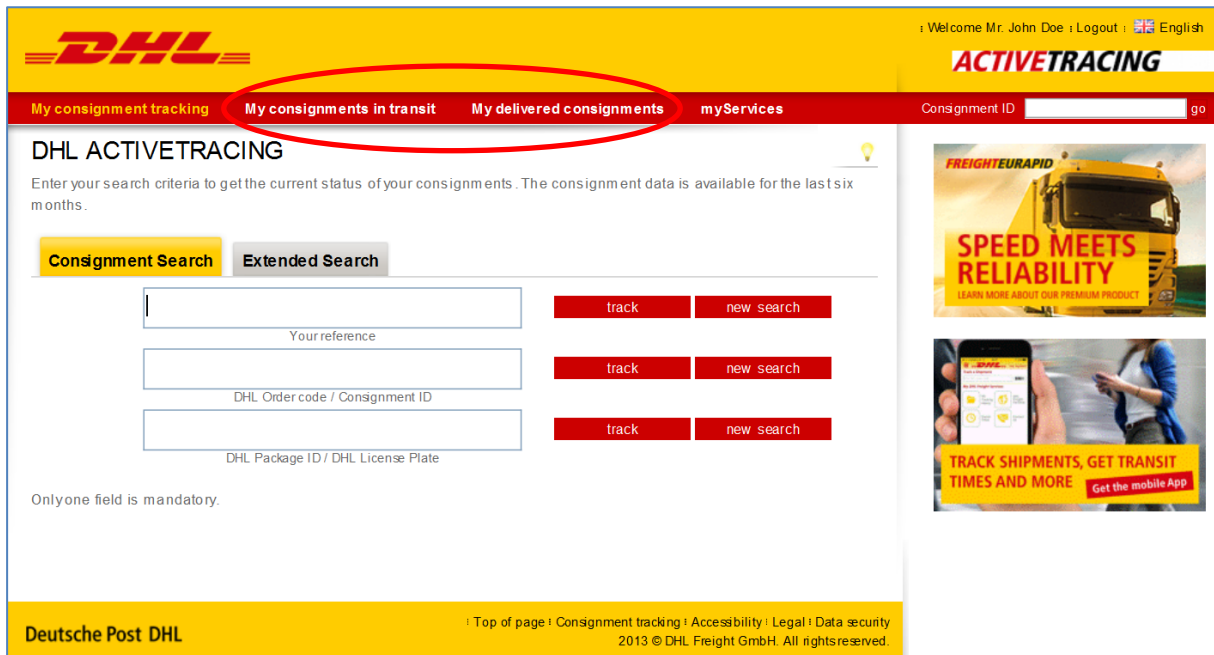 Welcome Mr. John Doe Logout English
DHL
ACTIVETRACING
My consignment tracking My consignments in transit My delivered consignments myServices Consignment ID go
DHL ACTIVETRACING
Enter your search criteria to get the current status of your consignments. The consignment data is available for the last six
months.
Consignment Search Extended Search
track new search
Your reference
track new search
DHL Order code / Consignment ID
track new search
DHL Package ID / DHL License Plate
Only one field is mandatory.
FREIGHTEURAPID
SPEED MEETS
RELIABILITY
LEARN MORE ABOUT OUR PREMIUM PRODUCT
DHL
TRACK SHIPMENTS, GET TRANSIT
TIMES AND MORE Get the mobile App
Top of page Consignment tracking Accessibility Legal Data security
Deutsche Post DHL
2013 © DHL Freight GmbH. All rights reserved.